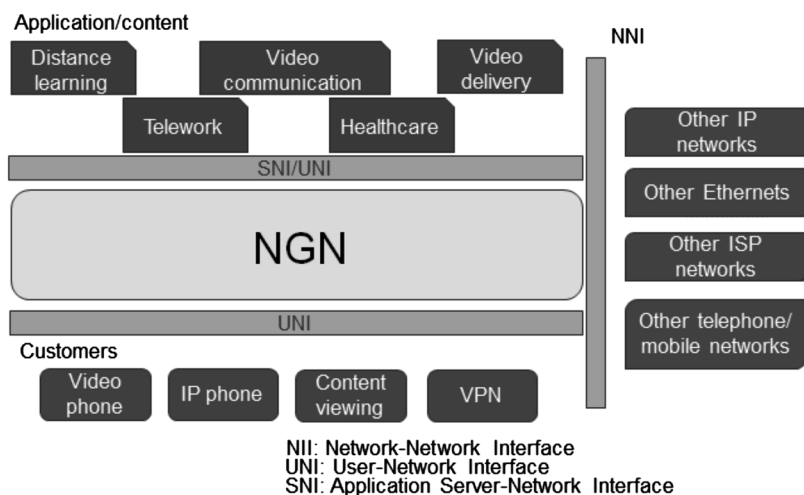 Application/content
NNI
Distance
learning
Video
communication
Video
delivery
Telework
Healthcare
Other IP
networks
SNI/UNI
Other Ethernets
NGN
Other ISP
networks
UNI
Other telephone/
mobile networks
Customers
Video
phone
IP phone
Content
viewing
VPN
NII: Network-Network Interface
UNI: User-Network Interface
SNI: Application Server-Network Interface